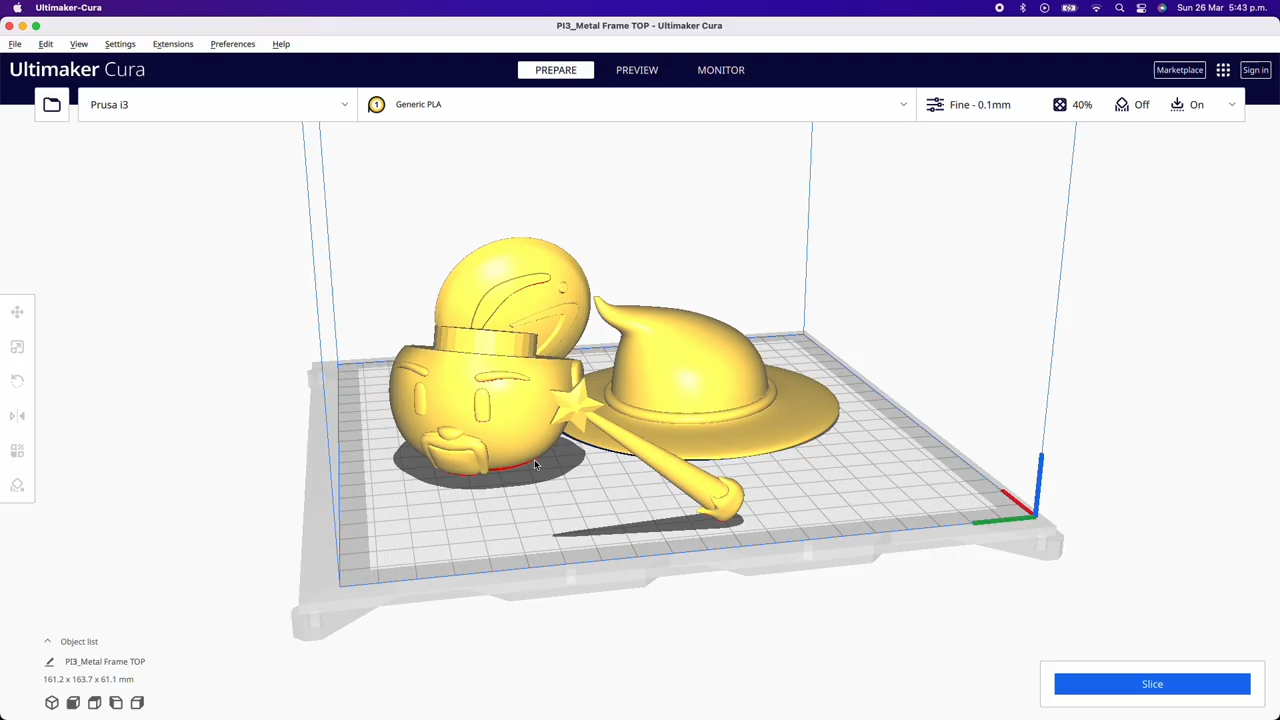 Ultimaker-Cura
Sun 26 Mar 5:43 p.m.
PI3_Metal Frame TOP - Ultimaker Cura
File Edit View Settings Extensions Preferences Help
Ultimaker Cura
PREPARE PREVIEW MONITOR
Marketplace
Sign in
Prusa i3
1 Generic PLA
Fine - 0.1mm 40% Off On
Object list
PI3_Metal Frame TOP
161.2 x 163.7 x 61.1 mm
Slice